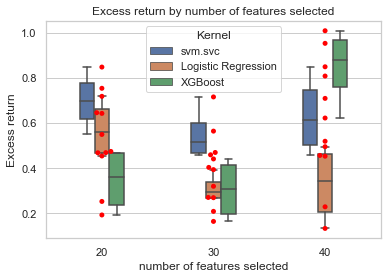 Excess return by number of features selected
Kernel
svm.svc
Logistic Regression
XGBoost
Excess return
1.0
0.8
0.6
0.4
0.2
20
30
40
number of features selected